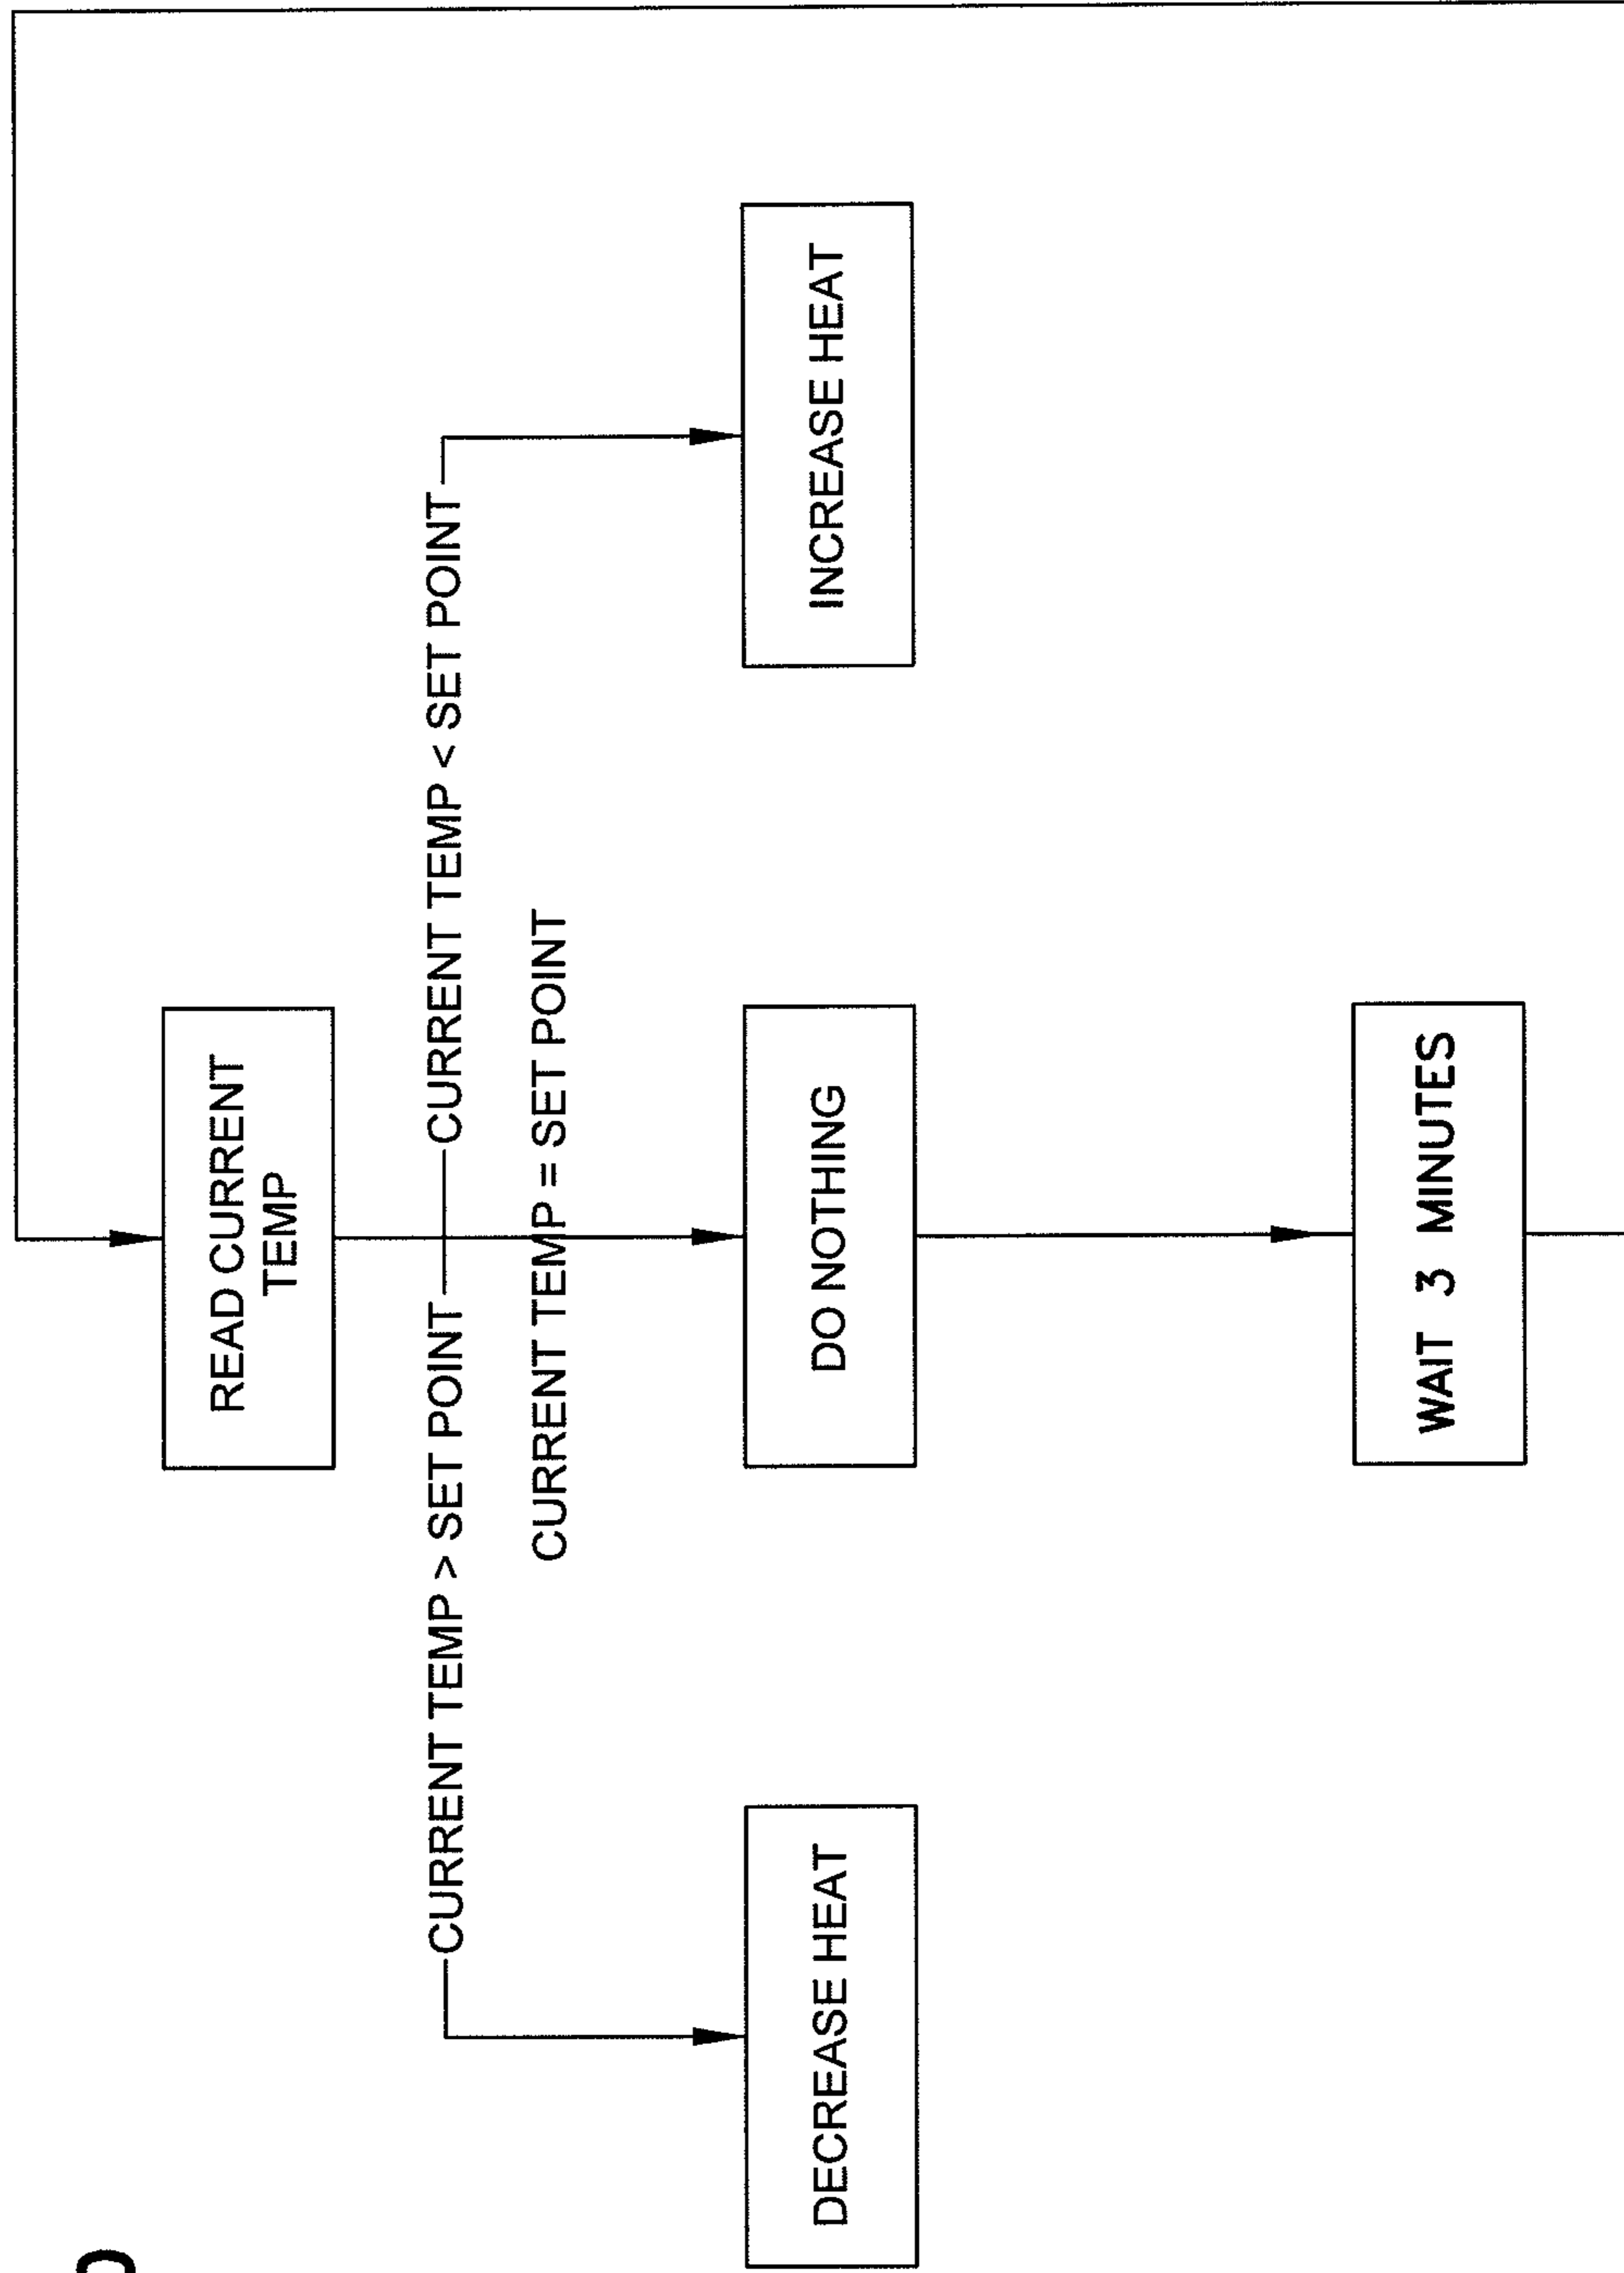 READ CURRENT
TEMP
CURRENT TEMP > SET POINT
CURRENT TEMP < SET POINT
CURRENT TEMP = SET POINT
DECREASE HEAT
DO NOTHING
INCREASE HEAT
WAIT 3 MINUTES